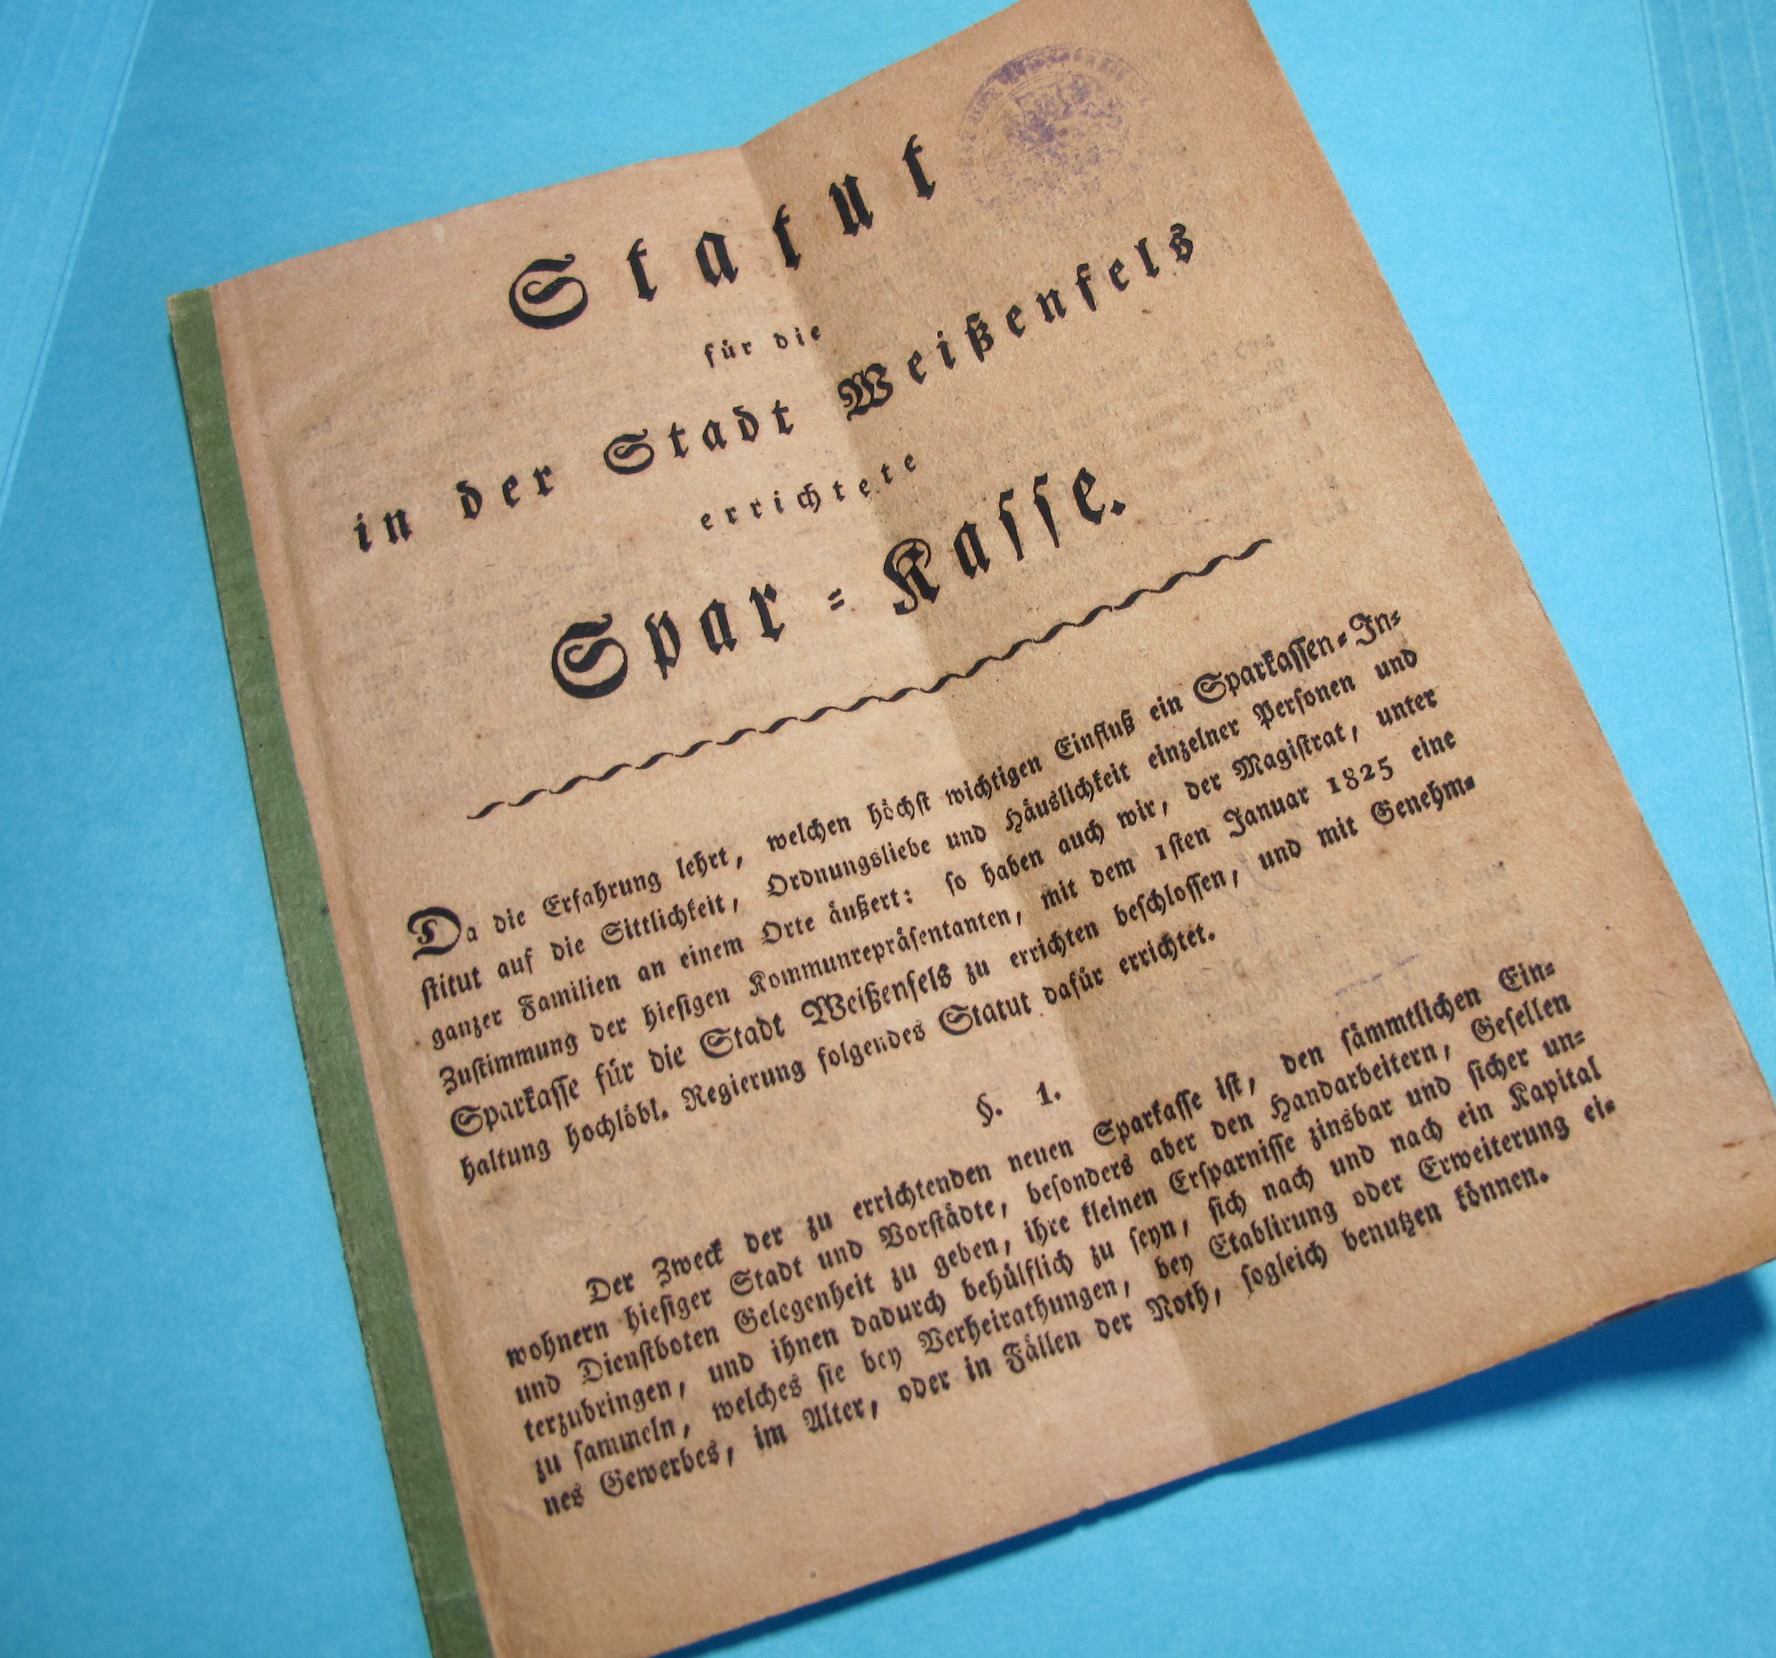 Statut
für die
in der Stadt Weißenfels
errichtete
Spar=Kasse.
Da die Erfahrung lehrt, welchen höchst wichtigen Einfluß ein Sparkassen=In=
stitut auf die Sittlichkeit, Ordnungsliebe und Häuslichkeit einzelner Personen und
ganzer Familien an einem Orte äußert: so haben auch wir, der Magistrat, unter
Zustimmung der hiesigen Kommunrepräsentanten, mit dem 1sten Januar 1825 eine
Sparkasse für die Stadt Weißenfels zu errichten beschlossen, und mit Genehm=
haltung hochlöbl. Regierung folgendes Statut dafür errichtet.
§. 1.
Der Zweck der zu errichtenden neuen Sparkasse ist, den sämmtlichen Ein=
wohnern hiesiger Stadt und Vorstädte, besonders aber den Handarbeitern, Gesellen
und Dienstboten Gelegenheit zu geben, ihre kleinen Ersparnisse zinsbar und sicher un=
terzubringen, und ihnen dadurch behülflich zu seyn, sich nach und nach ein Kapital
zu sammeln, welches sie bey Verheirathungen, bey Etablirung oder Erweiterung ei=
nes Gewerbes, im Alter, oder in Fällen der Noth, sogleich benutzen können.